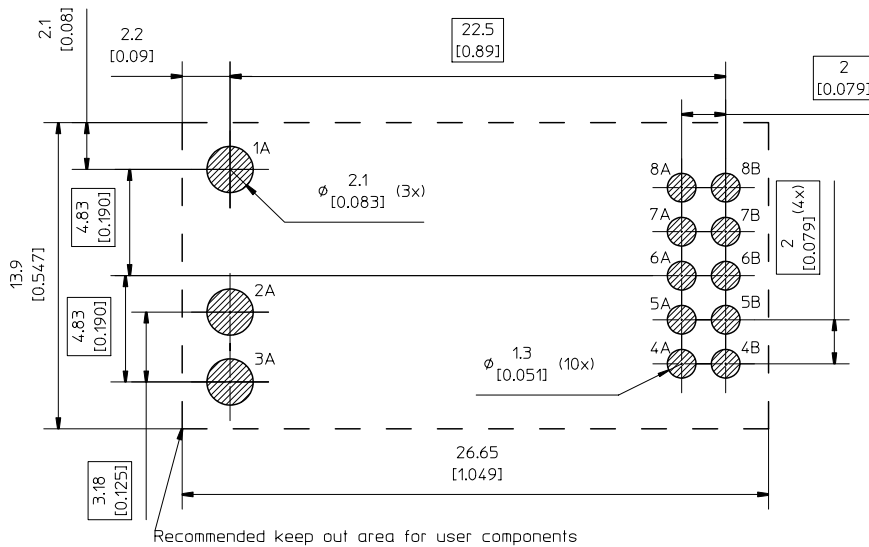 2.1
[0.08]
2.2
[0.09]
22.5
[0.89]
2
[0.079]
1A
8A
8B
ø 2.1 (3x)
[0.083]
4.83
[0.190]
7A
7B
2 (4x)
[0.079]
13.9
[0.547]
6A
6B
2A
4.83
[0.190]
5A
5B
3A
ø 1.3 (10x)
[0.051]
4A
4B
26.65
[1.049]
3.18
[0.125]
Recommended keep out area for user components